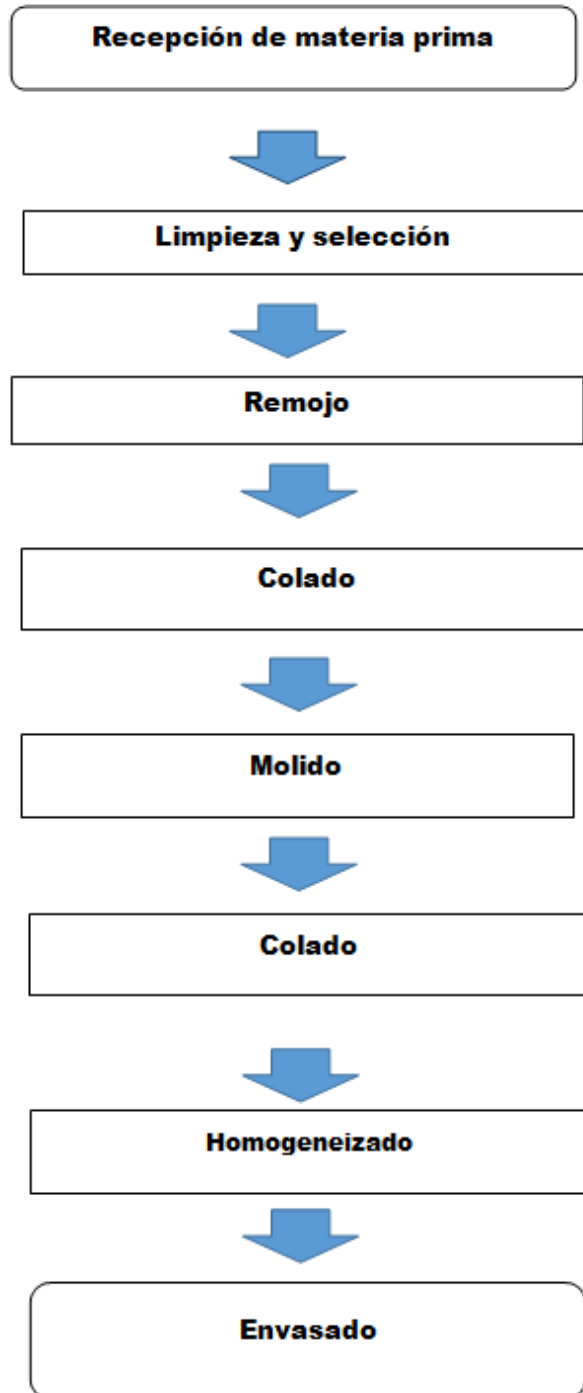 Recepción de materia prima
Limpieza y selección
Remojo
Colado
Molido
Colado
Homogeneizado
Envasado